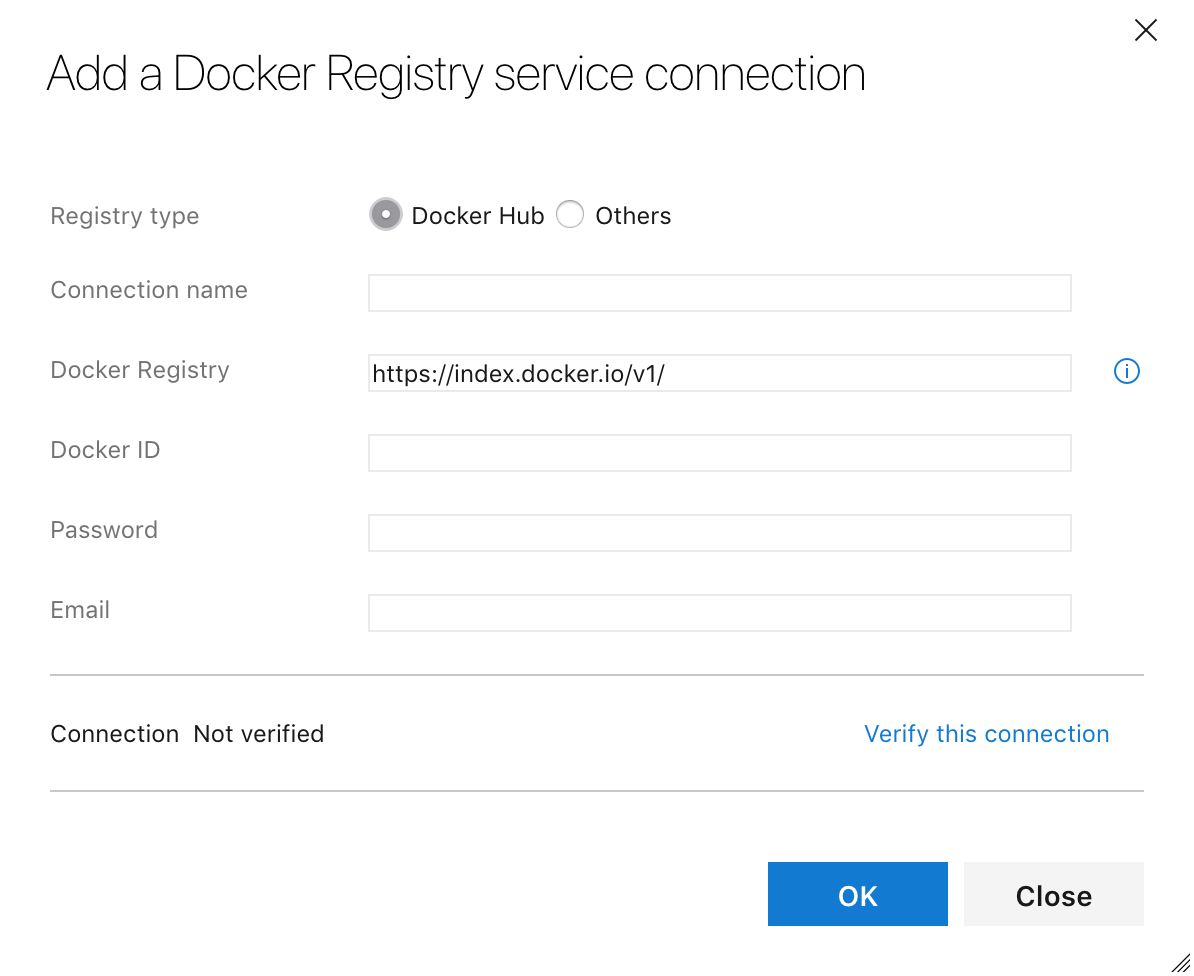 Add a Docker Registry service connection
Registry type Docker Hub Others
Connection name
Docker Registry https://index.docker.io/v1/
Docker ID
Password
Email
Connection Not verified Verify this connection
OK Close